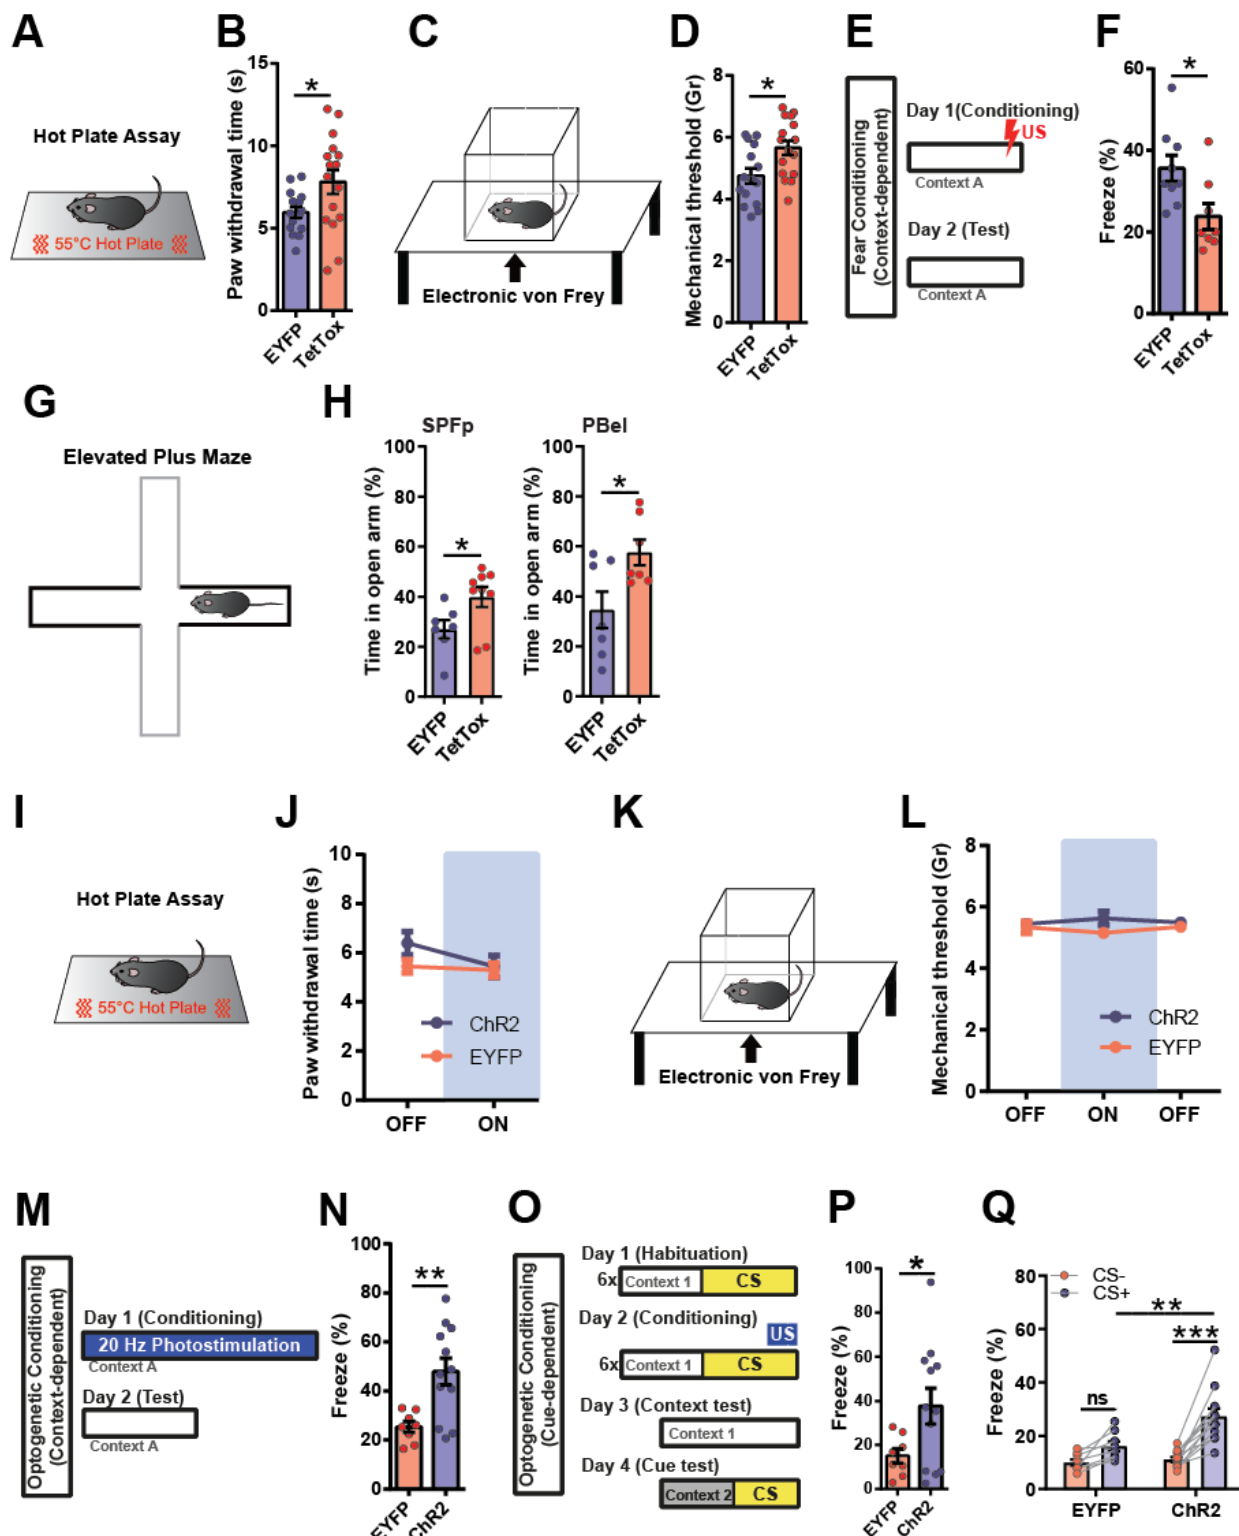 A
Hot Plate Assay
55°C Hot Plate
B
Paw withdrawal time (s)
15
10
5
0
*
EYFP
TetTox
C
Electronic von Frey
D
Mechanical threshold (Gr)
8
6
4
2
0
*
EYFP
TetTox
E
Fear Conditioning
(Context-dependent)
Day 1(Conditioning)
US
Context A
Day 2 (Test)
Context A
F
Freeze (%)
60
40
20
0
*
EYFP
TetTox
G
Elevated Plus Maze
H
SPFp
Time in open arm (%)
100
80
60
40
20
0
*
EYFP
TetTox
PBel
Time in open arm (%)
100
80
60
40
20
0
*
EYFP
TetTox
I
Hot Plate Assay
55°C Hot Plate
J
Paw withdrawal time (s)
10
8
6
4
2
0
ChR2
EYFP
OFF
ON
K
Electronic von Frey
L
Mechanical threshold (Gr)
8
6
4
2
0
ChR2
EYFP
OFF
ON
OFF
M
Optogenetic Conditioning
(Context-dependent)
Day 1 (Conditioning)
20 Hz Photostimulation
Context A
Day 2 (Test)
Context A
N
Freeze (%)
100
80
60
40
20
0
**
EYFP
ChR2
O
Optogenetic Conditioning
(Cue-dependent)
Day 1 (Habituation)
6x Context 1 CS
Day 2 (Conditioning)
US
6x Context 1 CS
Day 3 (Context test)
Context 1
Day 4 (Cue test)
Context 2 CS
P
Freeze (%)
100
80
60
40
20
0
*
EYFP
ChR2
Q
Freeze (%)
80
60
40
20
0
CS-
CS+
**
***
ns
EYFP
ChR2